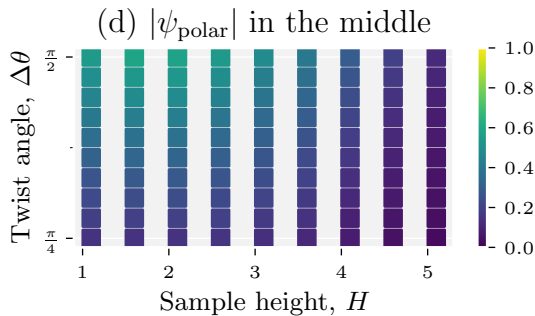 (d) |ψpolar| in the middle
Twist angle, Δθ
π/2
π/4
1 2 3 4 5
Sample height, H
1.0
0.8
0.6
0.4
0.2
0.0